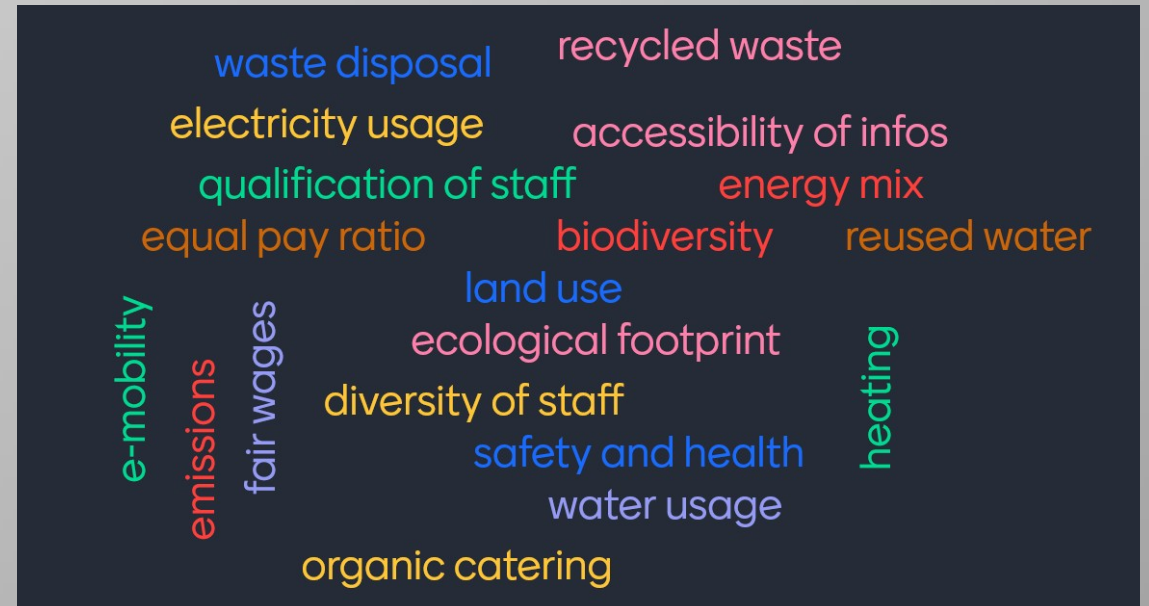 waste disposal
recycled waste
electricity usage
accessibility of infos
qualification of staff
energy mix
equal pay ratio
biodiversity
reused water
land use
e-mobility
emissions
fair wages
ecological footprint
heating
diversity of staff
safety and health
water usage
organic catering